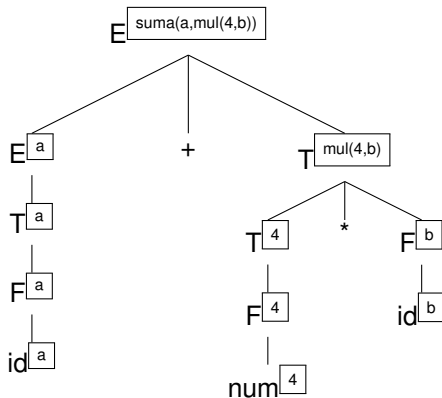 E suma(a,mul(4,b))
E a + T mul(4,b)
T a T 4 * F b
F a F 4 id b
id a num 4